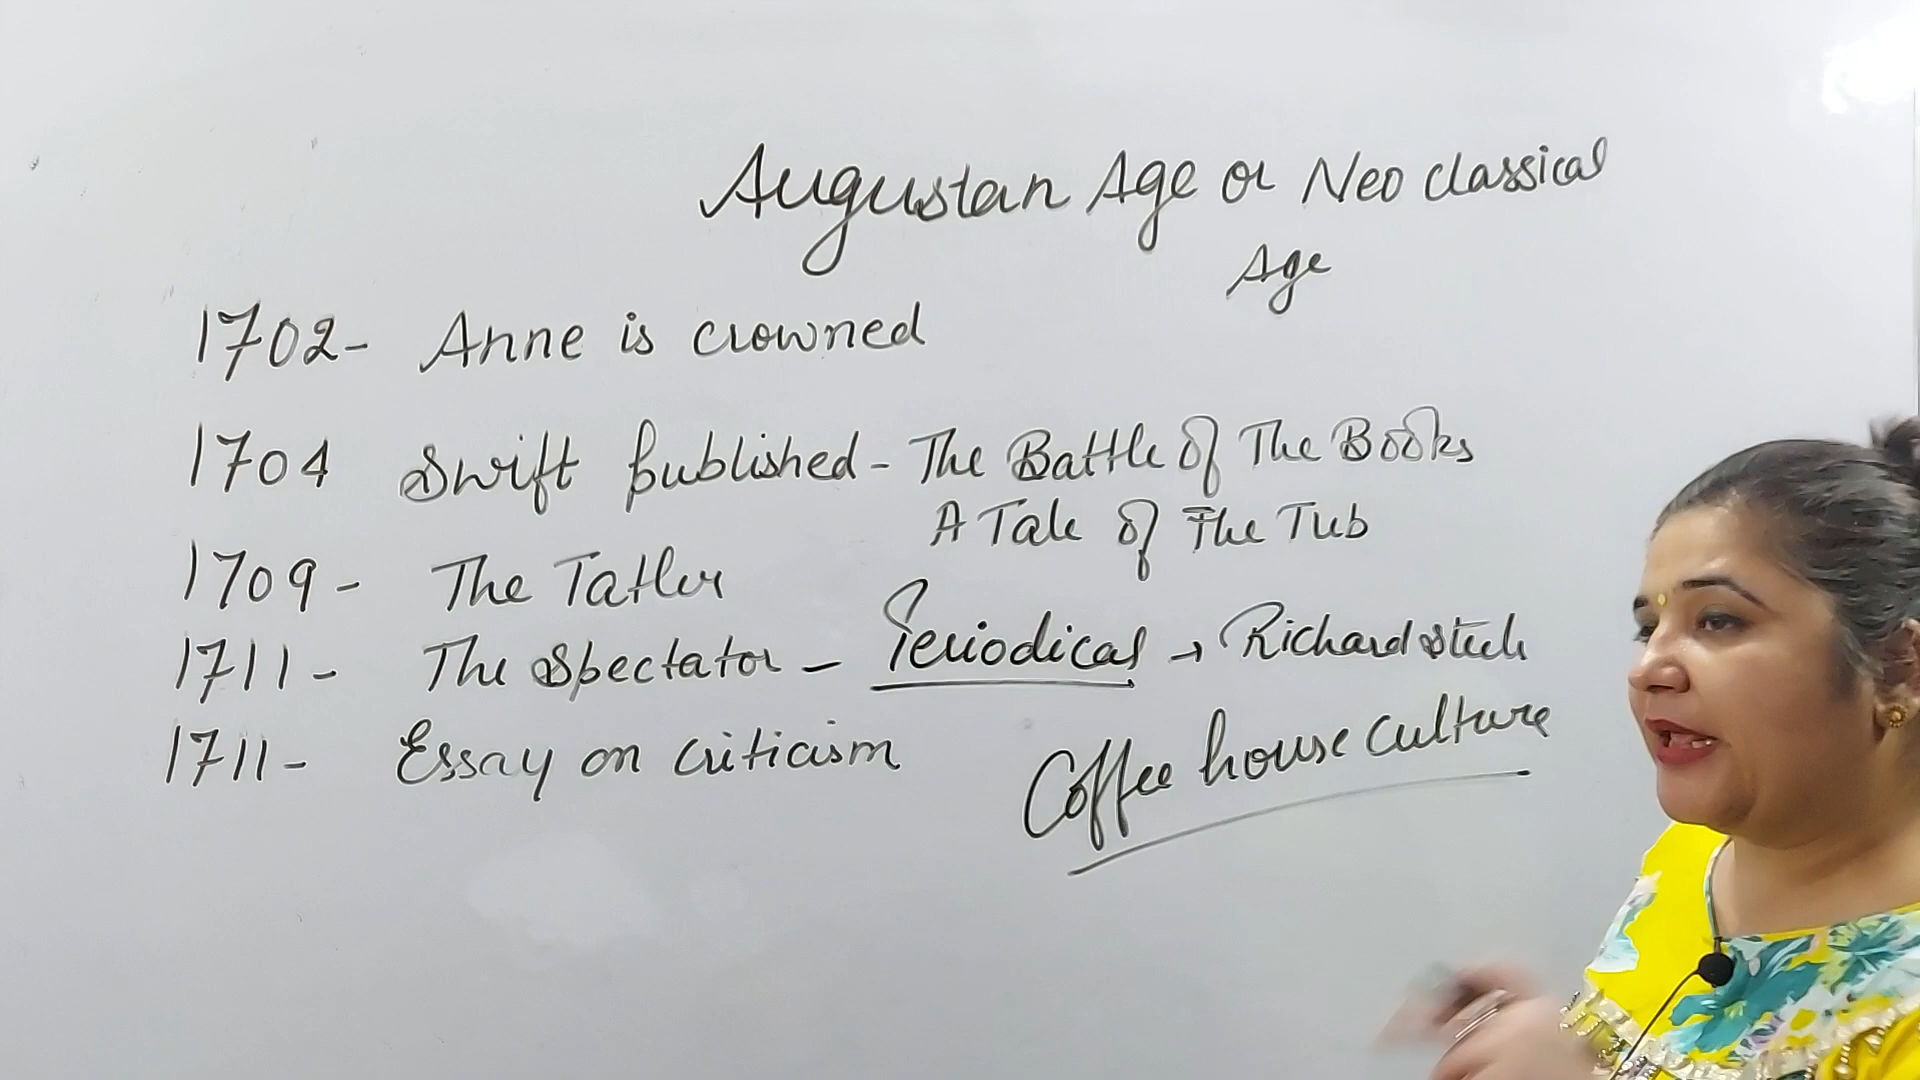 Augustan Age or Neo classical
Age
1702- Anne is crowned
1704 Swift published - The Battle of The Books
A Tale of The Tub
1709- The Tatler
1711- The Spectator - Periodical → Richard Steele
1711- Essay on criticism
Coffee house culture